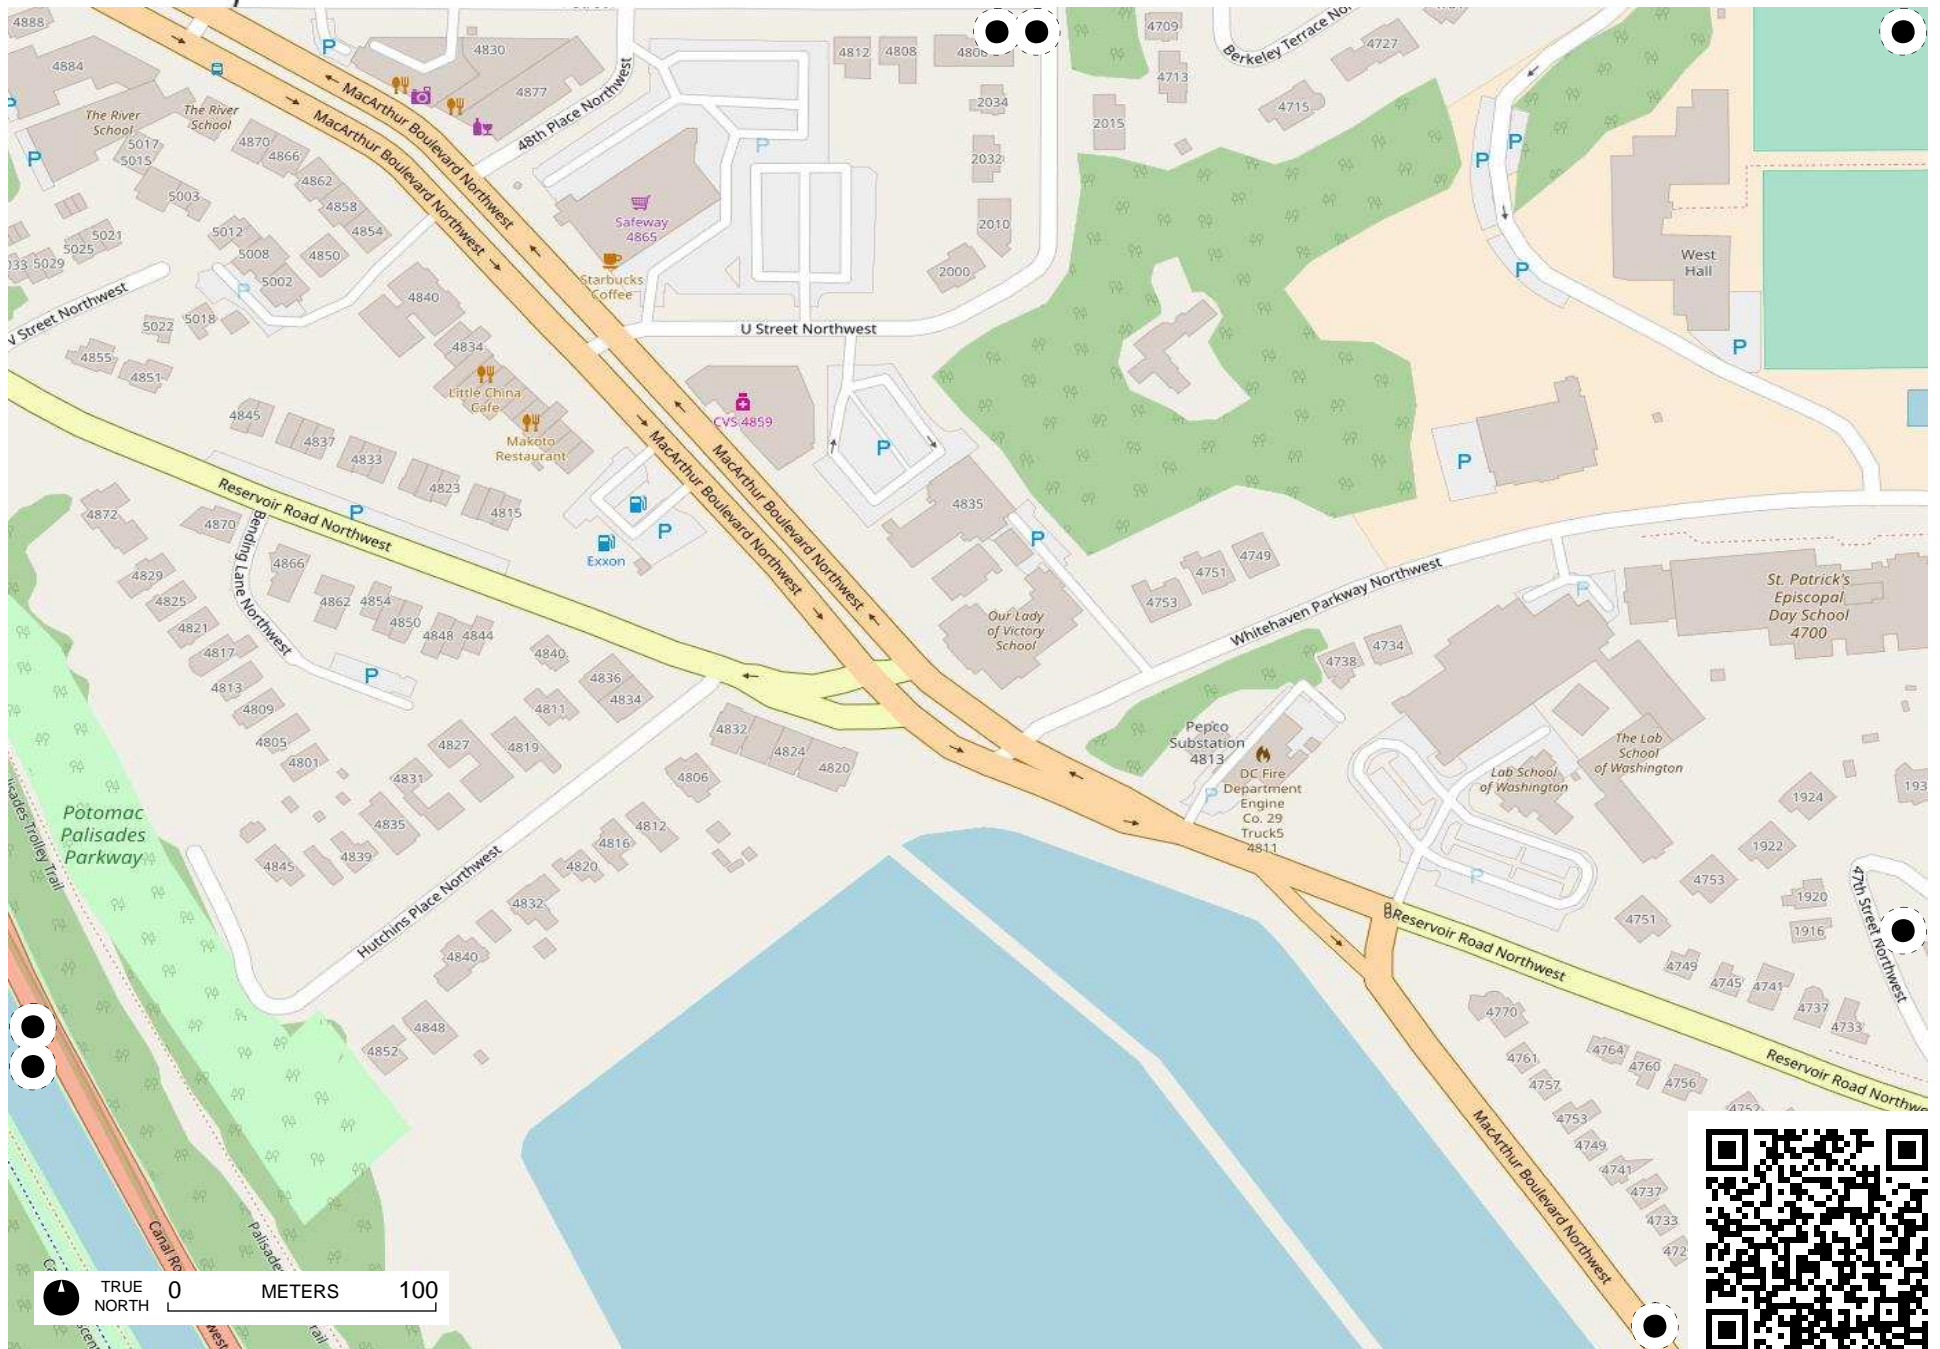 4888
4884
The River
School
The River
School
4830
4877
48th Place Northwest
MacArthur Boulevard Northwest
MacArthur Boulevard Northwest
4812
4808
4709
4713
Berkeley Terrace
4727
4715
2034
2015
2032
2010
2000
5017
5015
5003
4870
4866
4862
4858
4854
4850
5012
5008
5002
5021
5025
5029
5022
5018
Street Northwest
4855
4851
4840
4834
Safeway
4865
Starbucks
Coffee
U Street Northwest
West
Hall
Little China
Cafe
Makoto
Restaurant
CVS 4859
4845
4837
4833
4823
4815
4835
Exxon
MacArthur Boulevard Northwest
MacArthur Boulevard Northwest
Reservoir Road Northwest
Bending Lane Northwest
4872
4870
4866
4862
4854
4850
4848
4844
4829
4825
4821
4817
4813
4809
4805
4801
4840
4836
4834
4811
4819
4827
4831
4835
4839
4845
4832
4824
4820
4806
4812
4816
4820
4832
4840
4848
4852
Hutchins Place Northwest
Our Lady
of Victory
School
4753
4751
4749
Whitehaven Parkway Northwest
4738
4734
St. Patrick's
Episcopal
Day School
4700
Pepco
Substation
4813
DC Fire
Department
Engine
Co. 29
Truck5
4811
Lab School
of Washington
The Lab
School
of Washington
1924
1922
1920
1916
4753
4751
4749
4745
4741
4737
4733
47th Street Northwest
Reservoir Road Northwest
Reservoir Road
4770
4761
4757
4753
4749
4741
4737
4733
4764
4760
4756
MacArthur Boulevard Northwest
Potomac
Palisades
Parkway
Trolley Trail
TRUE
NORTH
0 METERS 100